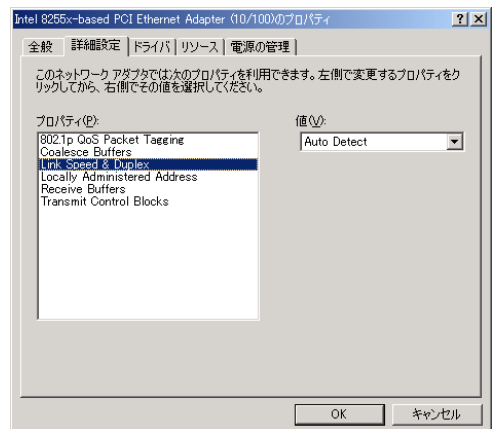 Intel 8255x-based PCI Ethernet Adapter (10/100)のプロパティ
全般 詳細設定 ドライバ リソース 電源の管理
このネットワーク アダプタでは次のプロパティを利用できます。左側で変更するプロパティをク
リックしてから、右側でその値を選択してください。
プロパティ(P): 値(V):
802.1p QoS Packet Tagging Auto Detect
Coalesce Buffers
Link Speed & Duplex
Locally Administered Address
Receive Buffers
Transmit Control Blocks
OK キャンセル